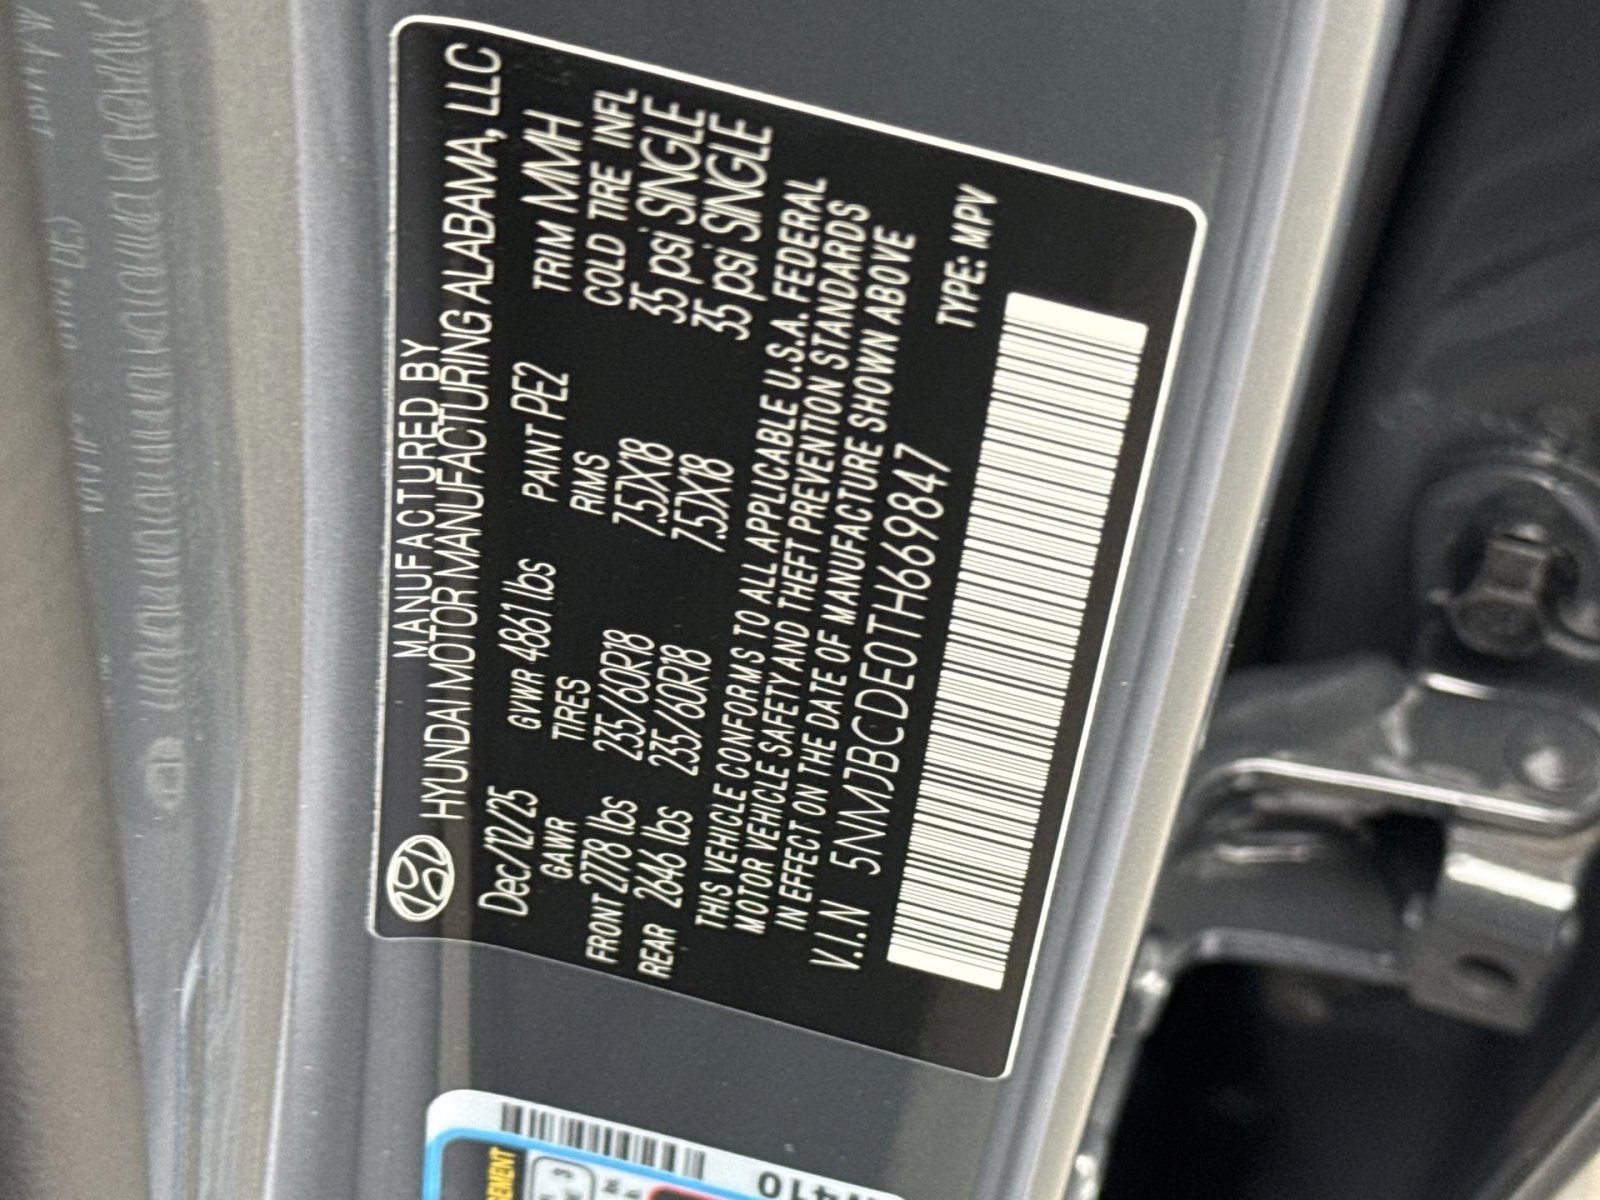 MANUFACTURED BY
HYUNDAI MOTOR MANUFACTURING ALABAMA, LLC
Dec/12/25 GVWR 4861 lbs PAINT PE2 TRIM MMH
GAWR TIRES RIMS COLD TIRE INFL
FRONT 2778 lbs 235/60R18 7.5JX18 35 psi SINGLE
REAR 2646 lbs 235/60R18 7.5JX18 35 psi SINGLE
THIS VEHICLE CONFORMS TO ALL APPLICABLE U.S.A. FEDERAL
MOTOR VEHICLE SAFETY AND THEFT PREVENTION STANDARDS
IN EFFECT ON THE DATE OF MANUFACTURE SHOWN ABOVE
V.I.N 5NMJBCDE0TH669847 TYPE: MPV